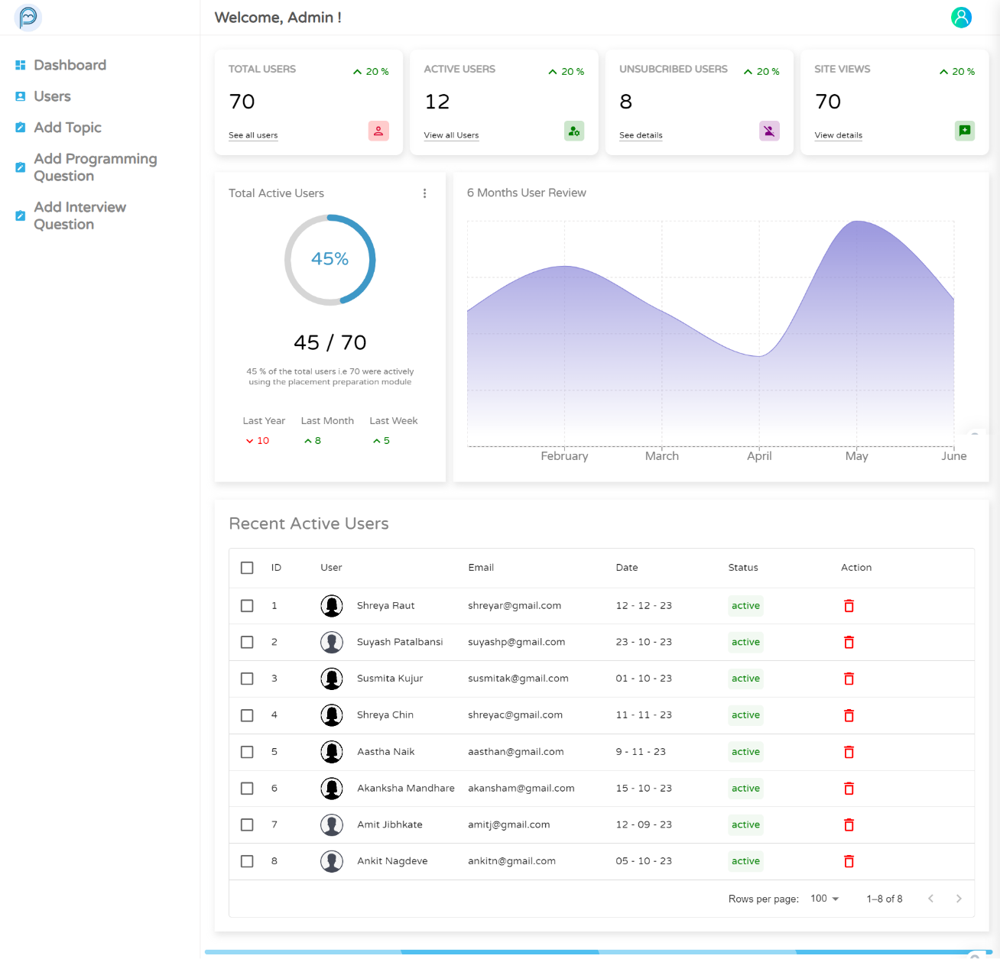 Welcome, Admin !
Dashboard
Users
Add Topic
Add Programming
Question
Add Interview
Question
TOTAL USERS
20 %
70
See all users
ACTIVE USERS
20 %
12
View all Users
UNSUBCRIBED USERS
20 %
8
See details
SITE VIEWS
20 %
70
View details
Total Active Users
45%
45 / 70
45 % of the total users i.e 70 were actively
using the placement preparation module
Last Year Last Month Last Week
10 8 5
6 Months User Review
February March April May June
Recent Active Users
ID User Email Date Status Action
1 Shreya Raut shreyar@gmail.com 12 - 12 - 23 active
2 Suyash Patalbansi suyashp@gmail.com 23 - 10 - 23 active
3 Susmita Kujur susmitak@gmail.com 01 - 10 - 23 active
4 Shreya Chin shreyac@gmail.com 11 - 11 - 23 active
5 Aastha Naik aasthan@gmail.com 9 - 11 - 23 active
6 Akanksha Mandhare akansham@gmail.com 15 - 10 - 23 active
7 Amit Jibhkate amitj@gmail.com 12 - 09 - 23 active
8 Ankit Nagdeve ankitn@gmail.com 05 - 10 - 23 active
Rows per page: 100 1–8 of 8